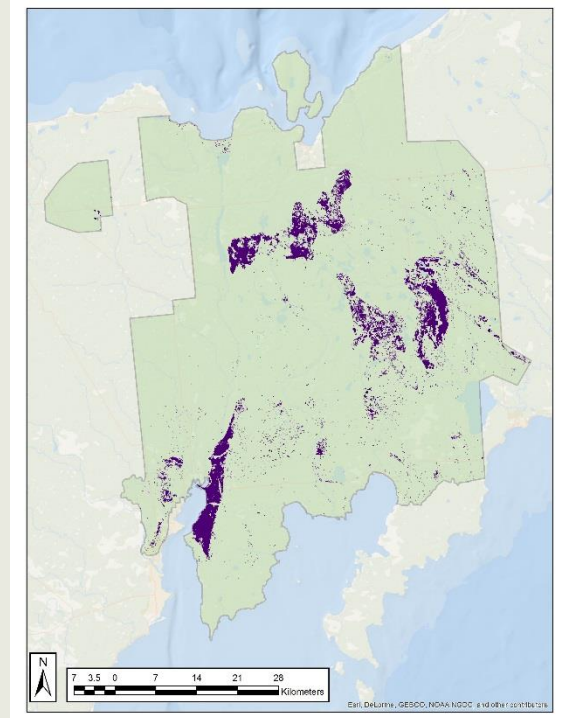 N
7 3.5 0 7 14 21 28
Kilometers
Esri, DeLorme, GEBCO, NOAA NGDC, and other contributors